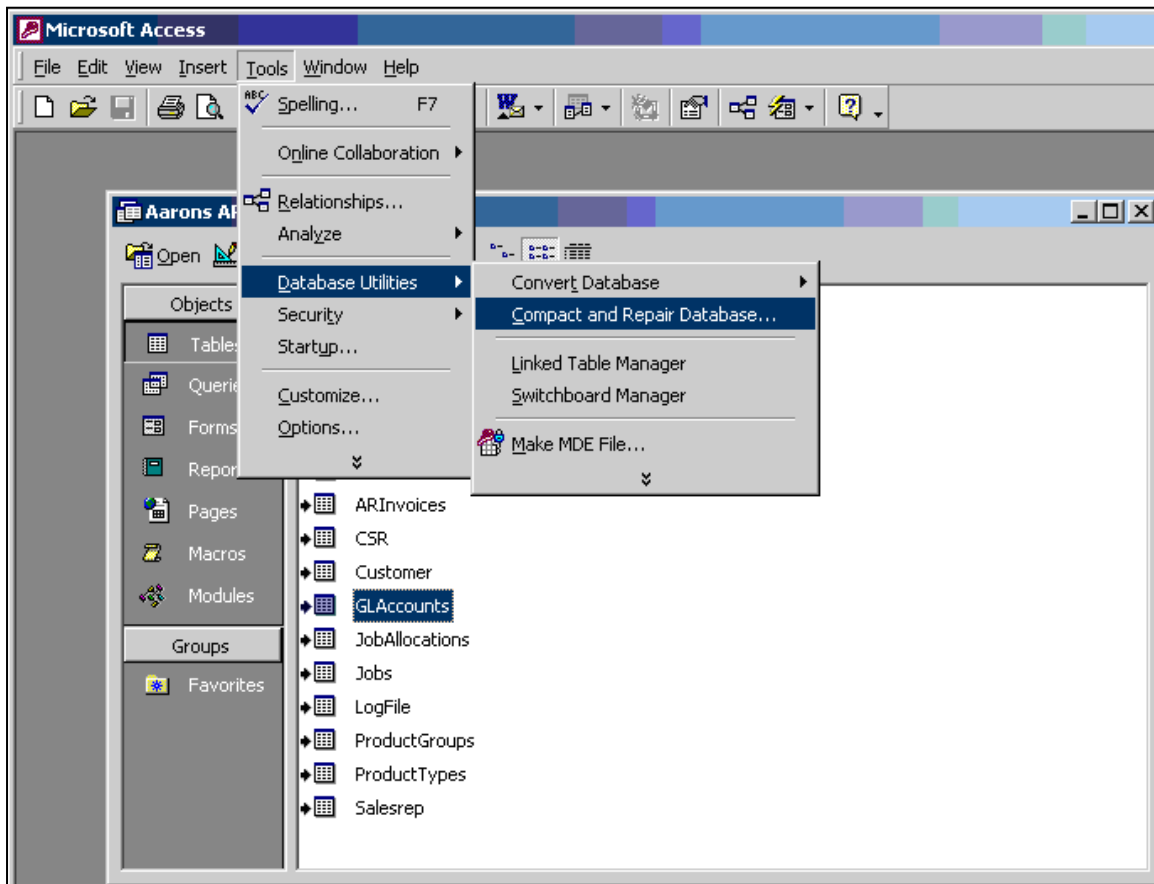 Microsoft Access
File Edit View Insert Tools Window Help
ABC Spelling... F7
Online Collaboration
Relationships...
Analyze
Database Utilities
Security
Startup...
Customize...
Options...
Convert Database
Compact and Repair Database...
Linked Table Manager
Switchboard Manager
Make MDE File...
Aarons
Open
Objects
Tables
Queries
Forms
Pages
Macros
Modules
Groups
Favorites
ARInvoices
CSR
Customer
GLAccounts
JobAllocations
Jobs
LogFile
ProductGroups
ProductTypes
Salesrep